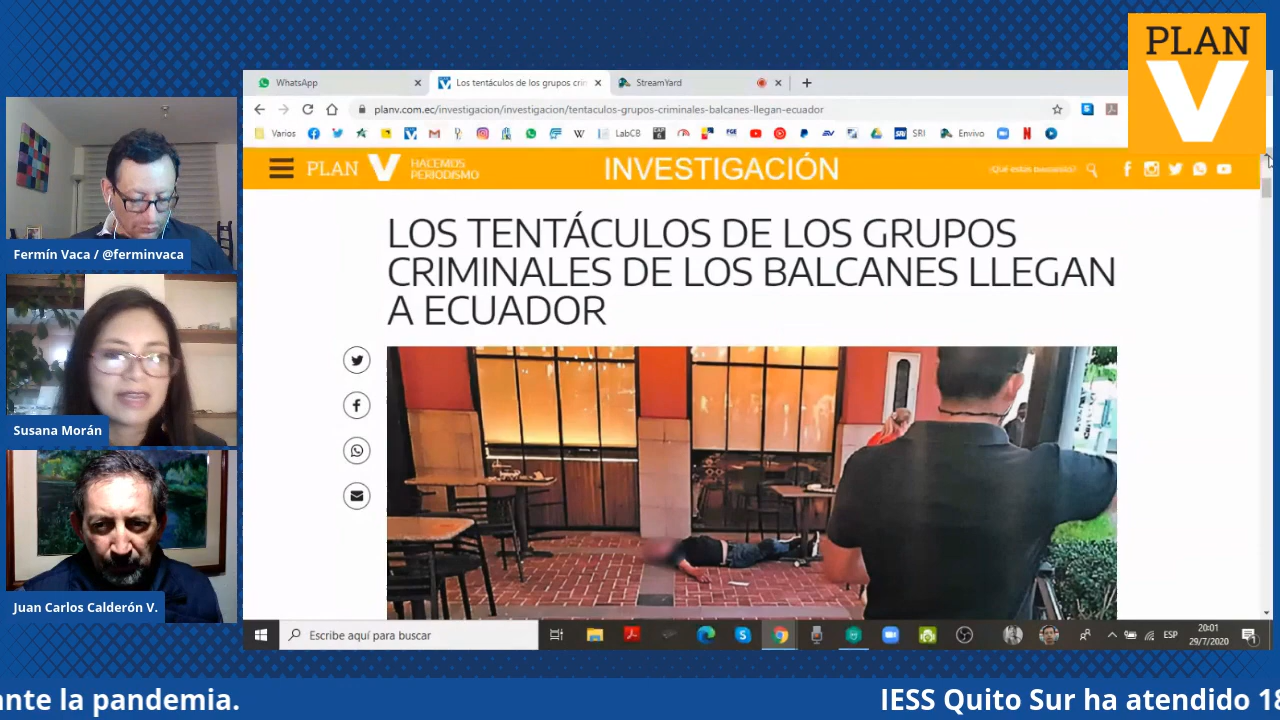 PLAN
V
WhatsApp
Los tentáculos de los grupos crim
StreamYard
planv.com.ec/investigacion/investigacion/tentaculos-grupos-criminales-balcanes-llegan-ecuador
Varios
LabCB
SRI
Envivo
PLAN V HACEMOS PERIODISMO
INVESTIGACIÓN
¿Qué estás buscando?
LOS TENTÁCULOS DE LOS GRUPOS
CRIMINALES DE LOS BALCANES LLEGAN
A ECUADOR
Fermín Vaca / @ferminvaca
Susana Morán
Juan Carlos Calderón V.
Escribe aquí para buscar
ESP
20:01
29/7/2020
ante la pandemia.
IESS Quito Sur ha atendido 18